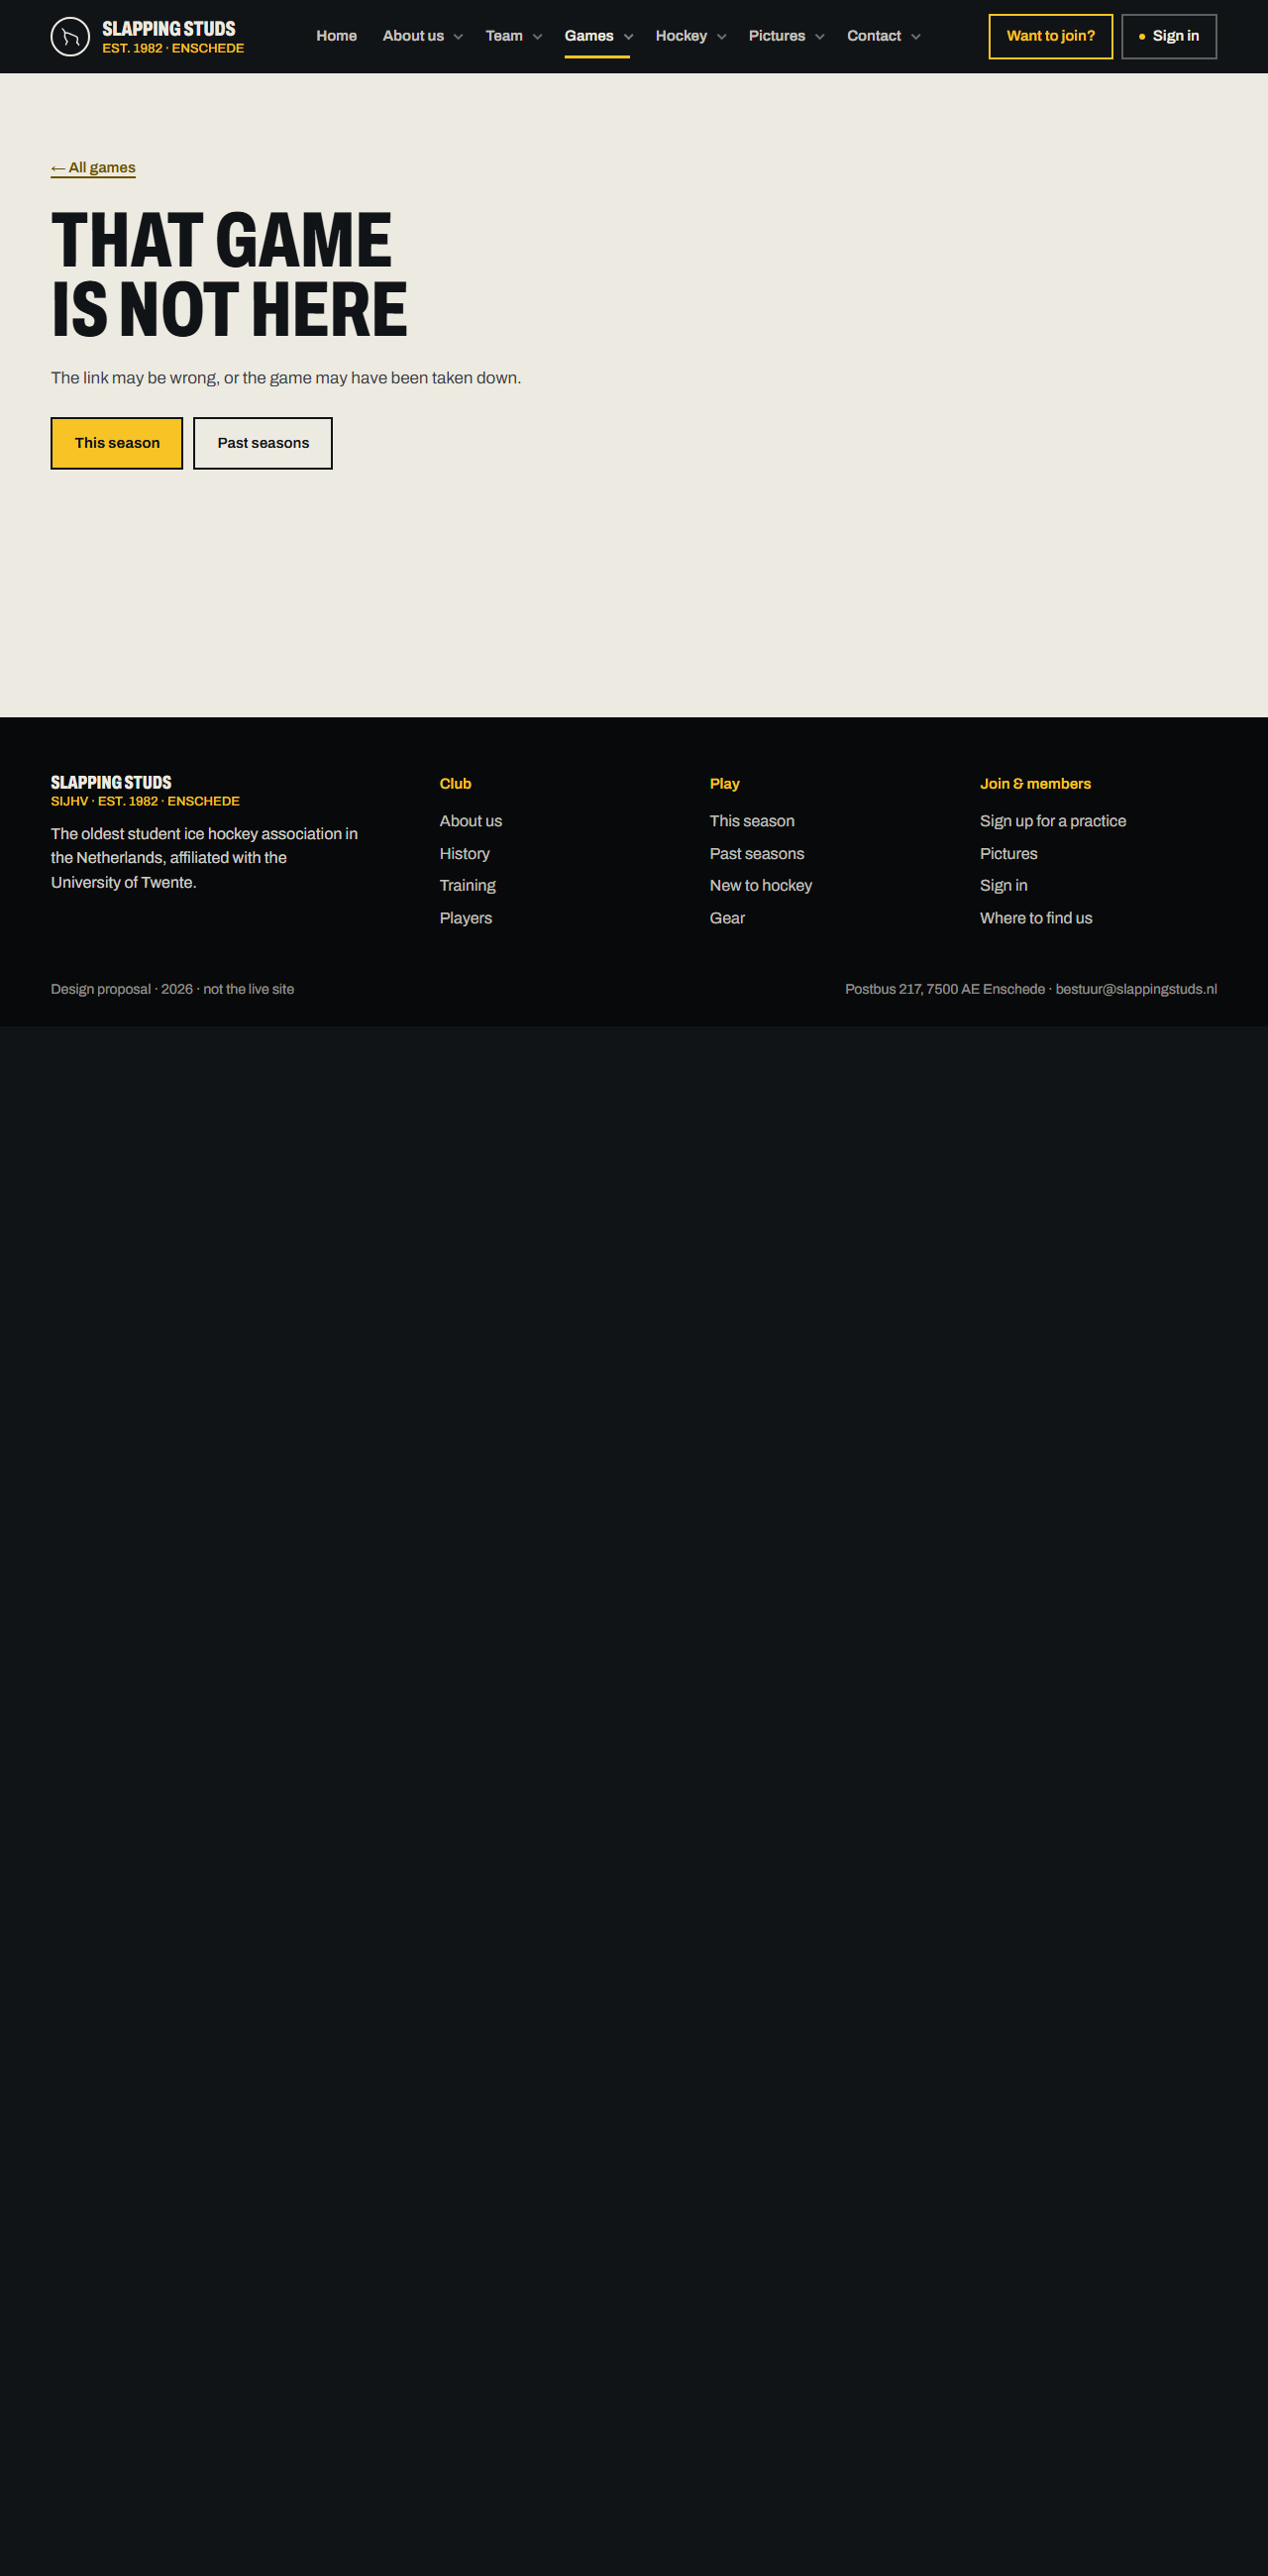 SLAPPING STUDS
EST. 1982 · ENSCHEDE
Home
About us
Team
Games
Hockey
Pictures
Contact
Want to join?
Sign in
← All games
THAT GAME
IS NOT HERE
The link may be wrong, or the game may have been taken down.
This season
Past seasons
SLAPPING STUDS
SIJHV · EST. 1982 · ENSCHEDE
The oldest student ice hockey association in
the Netherlands, affiliated with the
University of Twente.
Club
About us
History
Training
Players
Play
This season
Past seasons
New to hockey
Gear
Join & members
Sign up for a practice
Pictures
Sign in
Where to find us
Design proposal · 2026 · not the live site
Postbus 217, 7500 AE Enschede · bestuur@slappingstuds.nl